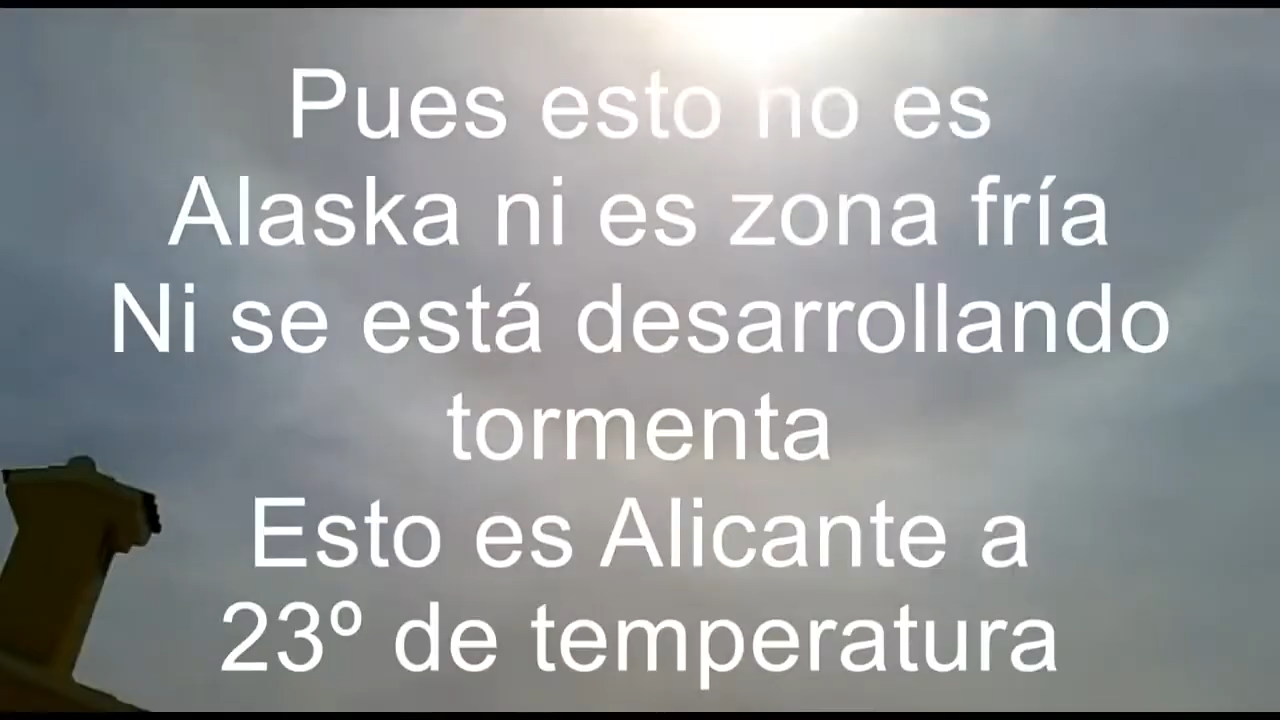 Pues esto no es
Alaska ni es zona fría
Ni se está desarrollando
tormenta
Esto es Alicante a
23º de temperatura